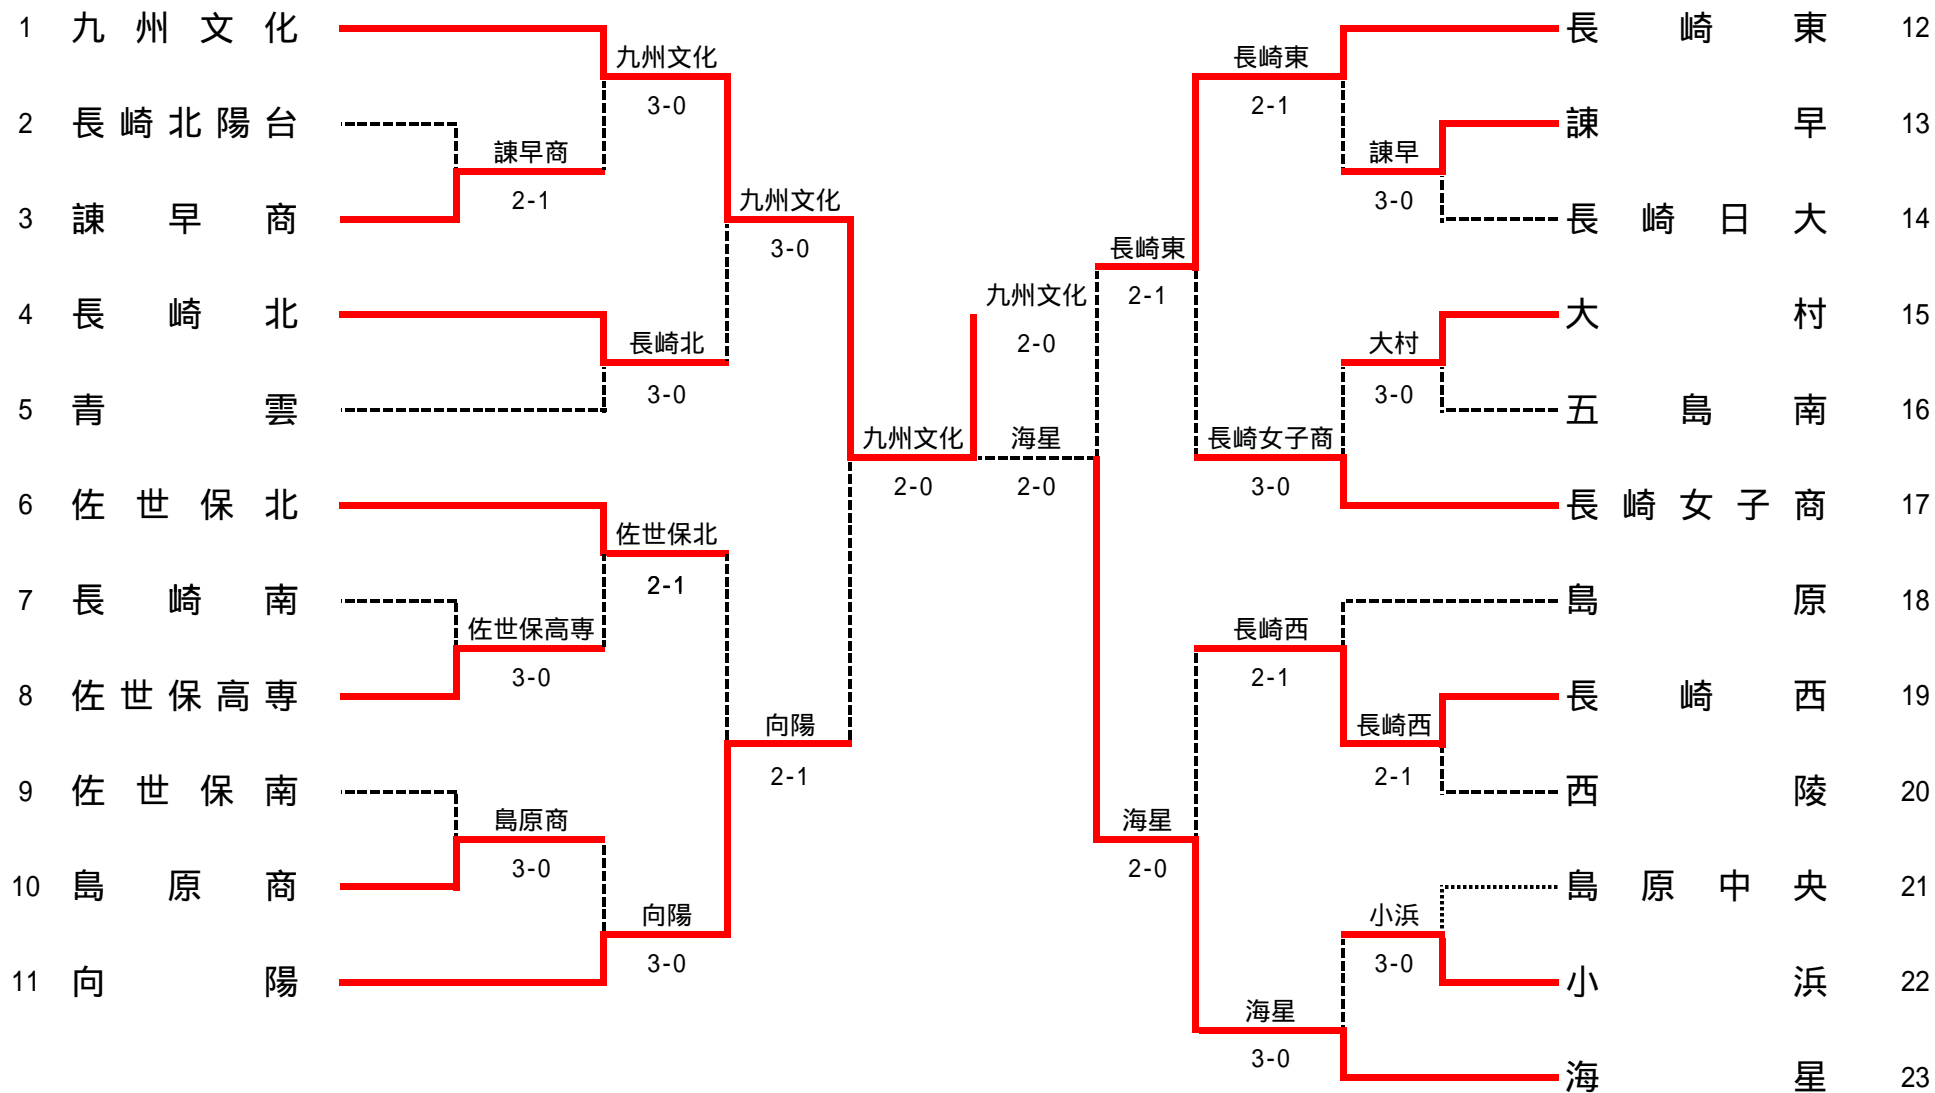 1 九州文化
2 長崎北陽台
3 諫早商
4 長崎北
5 青雲
6 佐世保北
7 長崎南
8 佐世保高専
9 佐世保南
10 島原商
11 向陽
諫早商
2-1
佐世保高専
3-0
島原商
3-0
九州文化
3-0
長崎北
3-0
佐世保北
2-1
向陽
3-0
九州文化
3-0
向陽
2-1
九州文化
2-0
九州文化
2-0
海星
2-0
長崎東
2-1
海星
2-0
長崎東
2-1
長崎女子商
3-0
長崎西
2-1
海星
3-0
諫早
3-0
大村
3-0
長崎西
2-1
小浜
3-0
長崎東 12
諫早 13
長崎日大 14
大村 15
五島南 16
長崎女子商 17
島原 18
長崎西 19
西陵 20
島原中央 21
小浜 22
海星 23